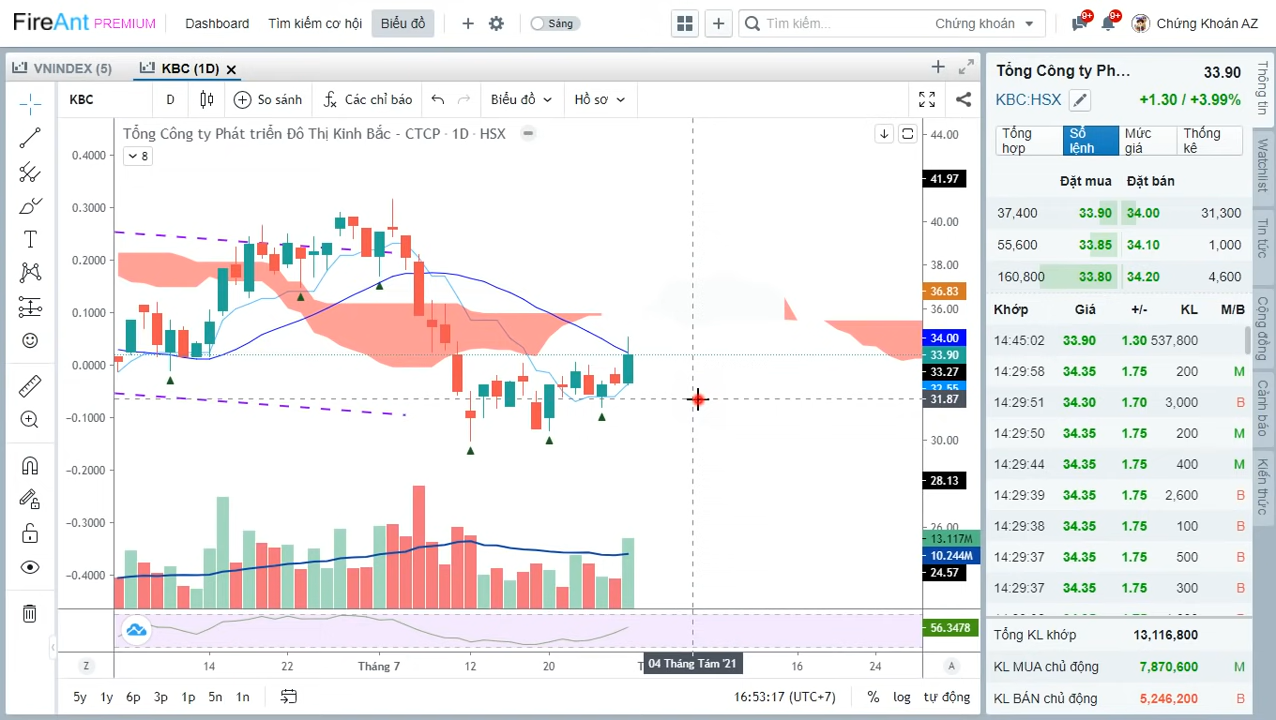 FireAnt PREMIUM
Dashboard
Tìm kiếm cơ hội
Biểu đồ
Sáng
Tìm kiếm...
Chứng khoán
9+
9+
Chứng Khoán AZ
VNINDEX (5)
KBC (1D)
KBC
D
So sánh
Các chỉ báo
Biểu đồ
Hồ sơ
Tổng Công ty Phát triển Đô Thị Kinh Bắc - CTCP · 1D · HSX
8
0.4000
0.3000
0.2000
0.1000
0.0000
-0.1000
-0.2000
-0.3000
-0.4000
44.00
41.97
40.00
38.00
36.83
36.00
34.00
33.90
33.27
32.55
31.87
30.00
28.13
26.00
13.117M
10.244M
24.57
56.3478
Z
14
22
Tháng 7
12
20
T
04 Tháng Tám '21
16
24
A
5y
1y
6p
3p
1p
5n
1n
16:53:17 (UTC+7)
%
log
tự động
Tổng Công ty Ph...
33.90
KBC:HSX
+1.30 / +3.99%
Tổng hợp
Sổ lệnh
Mức giá
Thống kê
Đặt mua Đặt bán
37,400 33.90 34.00 31,300
55,600 33.85 34.10 1,000
160,800 33.80 34.20 4,600
Khớp Giá +/- KL M/B
14:45:02 33.90 1.30 537,800
14:29:58 34.35 1.75 200 M
14:29:51 34.30 1.70 3,000 B
14:29:50 34.35 1.75 200 M
14:29:44 34.35 1.75 400 M
14:29:39 34.35 1.75 2,600 B
14:29:38 34.35 1.75 100 B
14:29:37 34.35 1.75 500 B
14:29:37 34.35 1.75 300 B
Tổng KL khớp 13,116,800
KL MUA chủ động 7,870,600 M
KL BÁN chủ động 5,246,200 B
Thông tin
Watchlist
Tin tức
Cộng đồng
Cảnh báo
Kiến thức